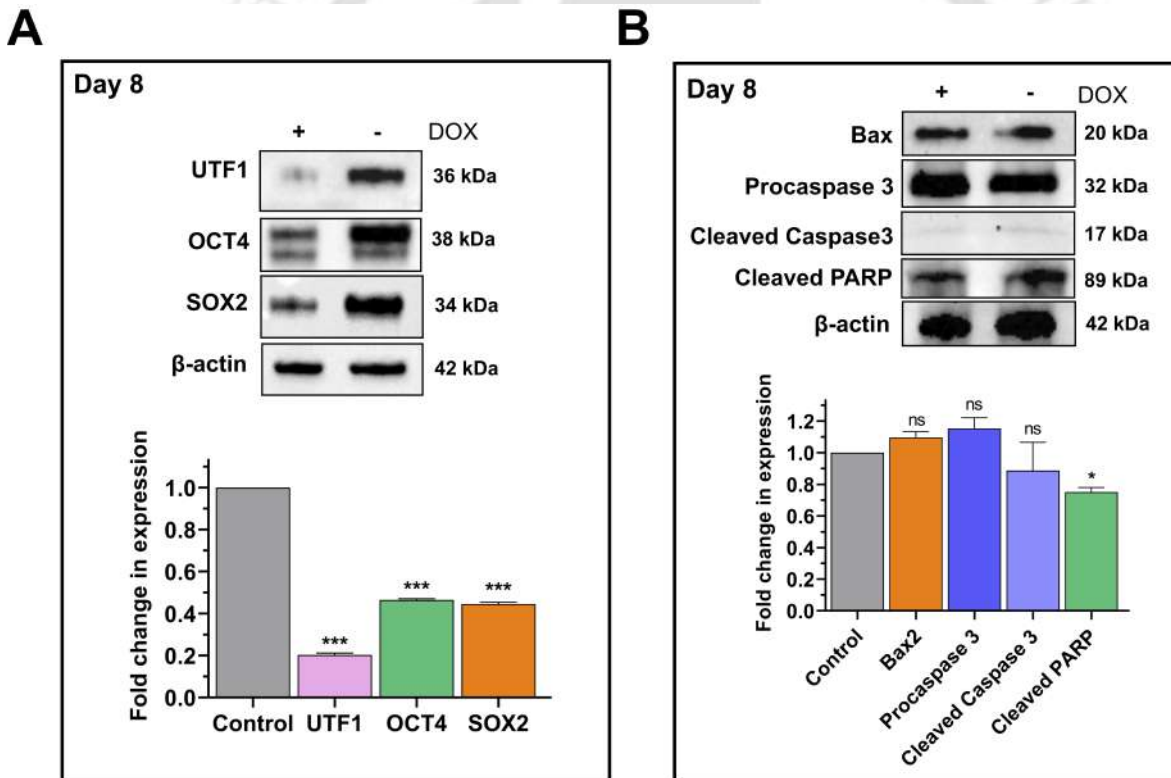 A
Day 8
+ - DOX
UTF1 36 kDa
OCT4 38 kDa
SOX2 34 kDa
β-actin 42 kDa
Fold change in expression
1.0
0.8
0.6
0.4
0.2
0.0
***
***
***
Control UTF1 OCT4 SOX2
B
Day 8
+ - DOX
Bax 20 kDa
Procaspase 3 32 kDa
Cleaved Caspase3 17 kDa
Cleaved PARP 89 kDa
β-actin 42 kDa
Fold change in expression
1.2
1.0
0.8
0.6
0.4
0.2
0.0
ns
ns
ns
*
Control
Bax2
Procaspase 3
Cleaved Caspase 3
Cleaved PARP